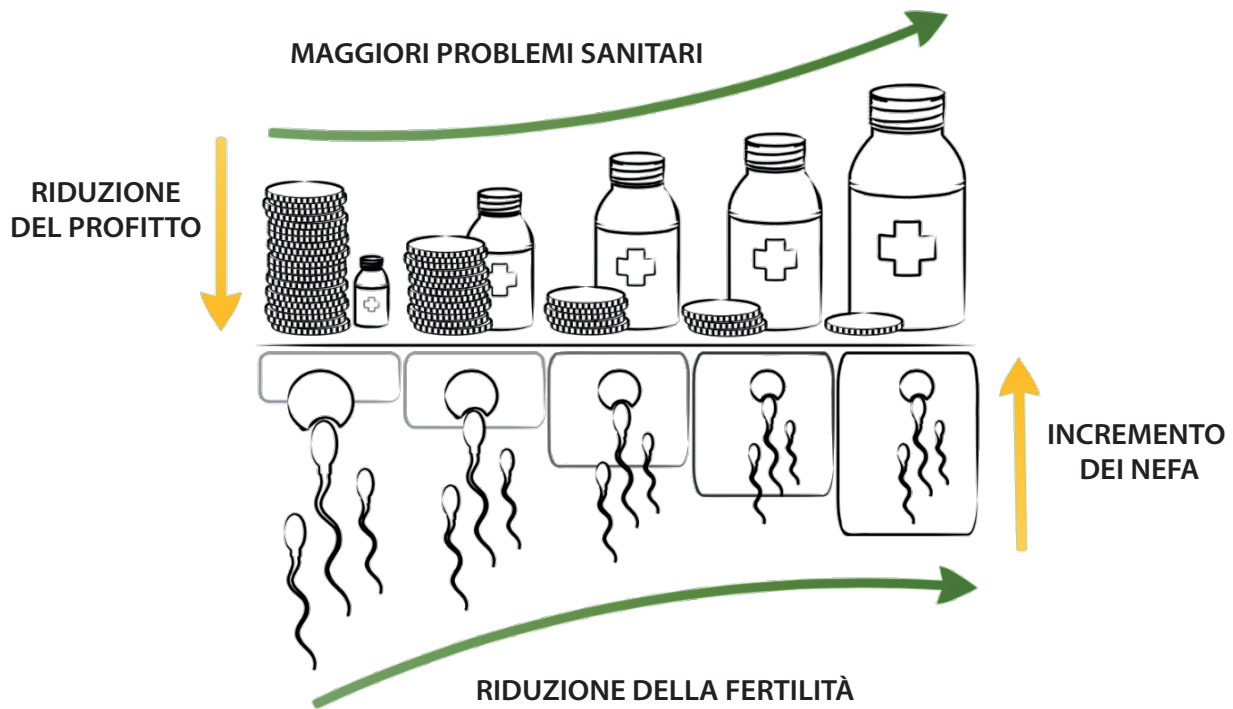 MAGGIORI PROBLEMI SANITARI
RIDUZIONE
DEL PROFITTO
INCREMENTO
DEI NEFA
RIDUZIONE DELLA FERTILITÀ